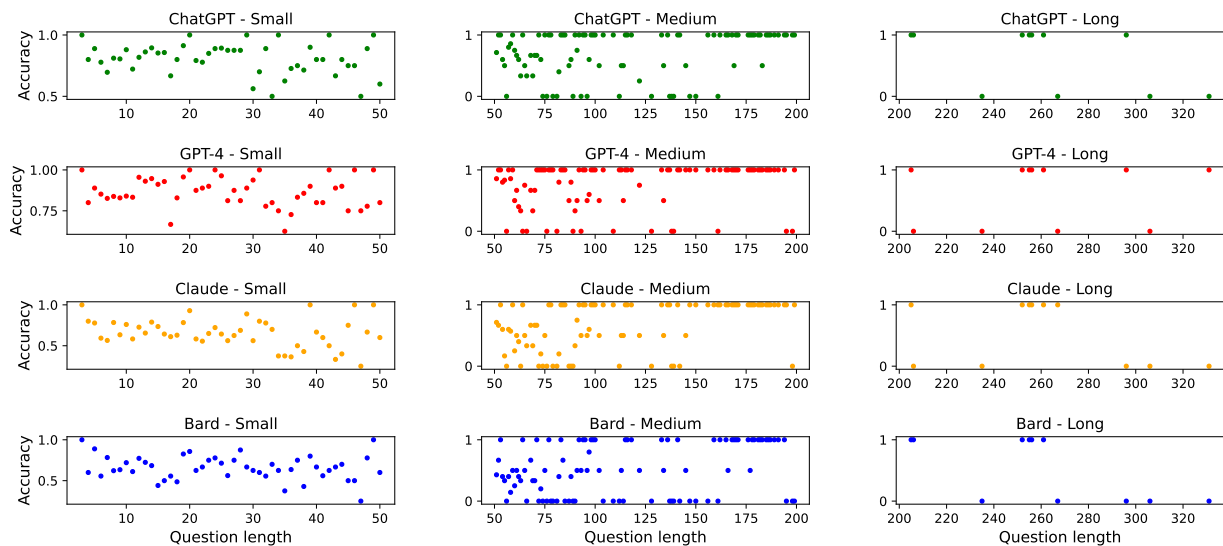 ChatGPT - Small
ChatGPT - Medium
ChatGPT - Long
Accuracy
1.0
0.5
10 20 30 40 50
1
0
50 75 100 125 150 175 200
1
0
200 220 240 260 280 300 320
GPT-4 - Small
GPT-4 - Medium
GPT-4 - Long
Accuracy
1.00
0.75
10 20 30 40 50
1
0
50 75 100 125 150 175 200
1
0
200 220 240 260 280 300 320
Claude - Small
Claude - Medium
Claude - Long
Accuracy
1.0
0.5
10 20 30 40 50
1
0
50 75 100 125 150 175 200
1
0
200 220 240 260 280 300 320
Bard - Small
Bard - Medium
Bard - Long
Accuracy
1.0
0.5
10 20 30 40 50
Question length
1
0
50 75 100 125 150 175 200
Question length
1
0
200 220 240 260 280 300 320
Question length